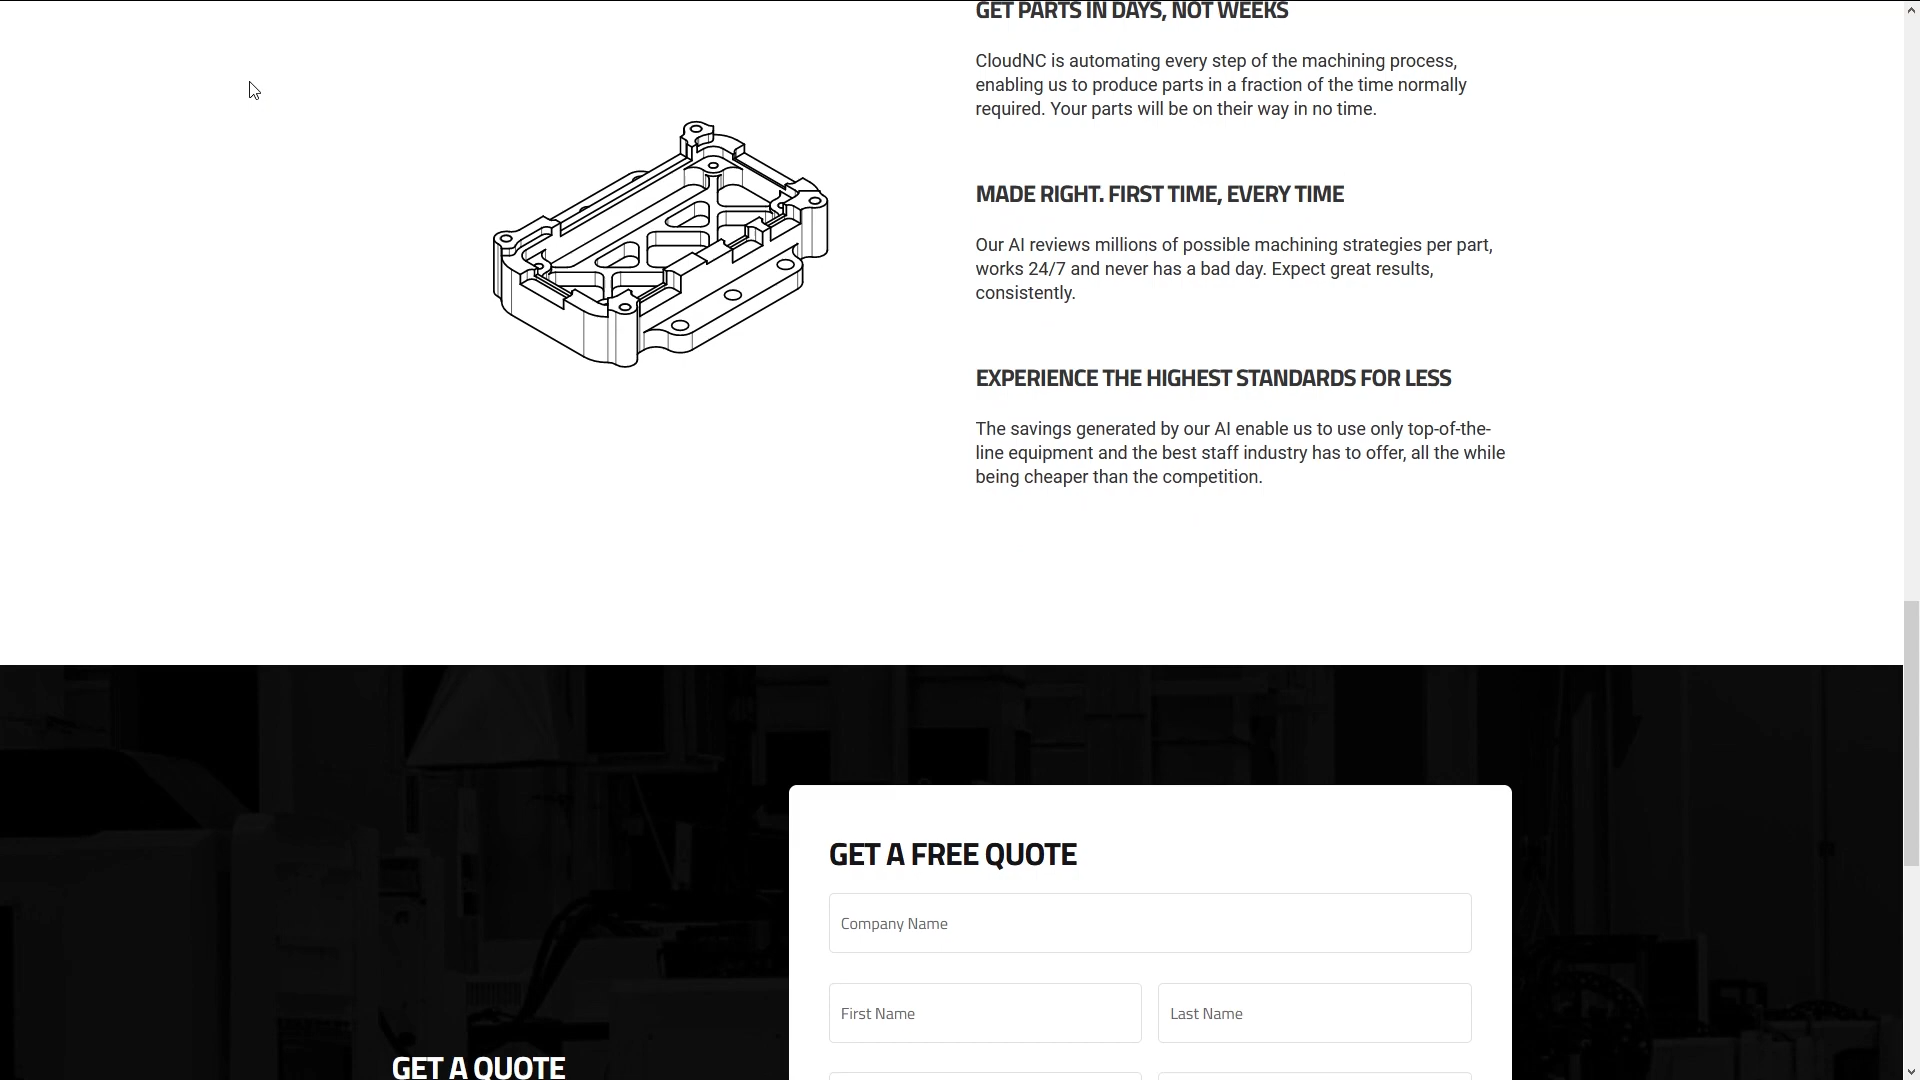 GET PARTS IN DAYS, NOT WEEKS
CloudNC is automating every step of the machining process,
enabling us to produce parts in a fraction of the time normally
required. Your parts will be on their way in no time.
MADE RIGHT. FIRST TIME, EVERY TIME
Our AI reviews millions of possible machining strategies per part,
works 24/7 and never has a bad day. Expect great results,
consistently.
EXPERIENCE THE HIGHEST STANDARDS FOR LESS
The savings generated by our AI enable us to use only top-of-the-
line equipment and the best staff industry has to offer, all the while
being cheaper than the competition.
GET A FREE QUOTE
Company Name
First Name
Last Name
GET A QUOTE